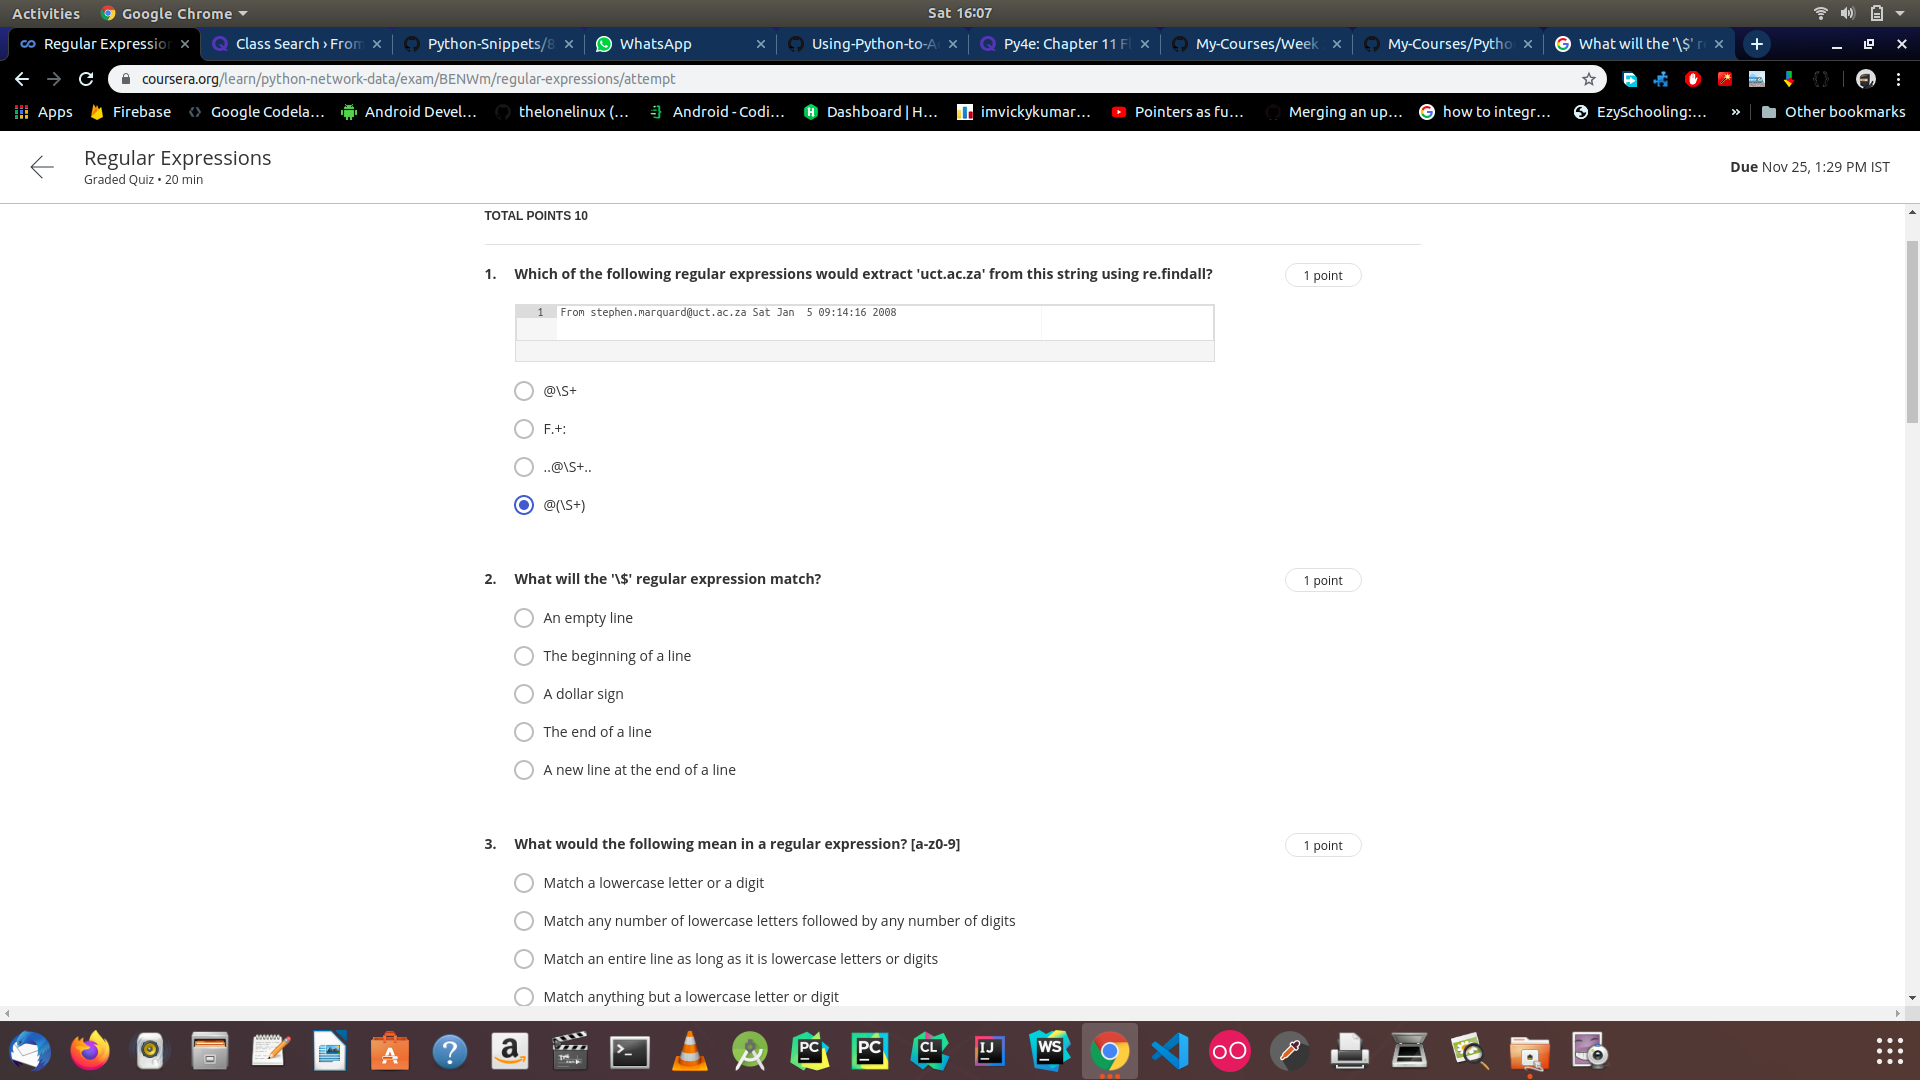 Activities Google Chrome Sat 16:07
Regular Expressio Class Search › From Python-Snippets/8 WhatsApp Using-Python-to-A Py4e: Chapter 11 F My-Courses/Week My-Courses/Pytho What will the '\$' r
coursera.org/learn/python-network-data/exam/BENWm/regular-expressions/attempt
Apps Firebase Google Codela... Android Devel... thelonelinux (... Android - Codi... Dashboard | H... imvickykumar... Pointers as fu... Merging an up... how to integr... EzySchooling:... » Other bookmarks
Regular Expressions
Graded Quiz • 20 min
Due Nov 25, 1:29 PM IST
TOTAL POINTS 10
1. Which of the following regular expressions would extract 'uct.ac.za' from this string using re.findall? 1 point
1 From stephen.marquard@uct.ac.za Sat Jan  5 09:14:16 2008
@\S+
F.+:
..@\S+..
@(\S+)
2. What will the '\$' regular expression match? 1 point
An empty line
The beginning of a line
A dollar sign
The end of a line
A new line at the end of a line
3. What would the following mean in a regular expression? [a-z0-9] 1 point
Match a lowercase letter or a digit
Match any number of lowercase letters followed by any number of digits
Match an entire line as long as it is lowercase letters or digits
Match anything but a lowercase letter or digit